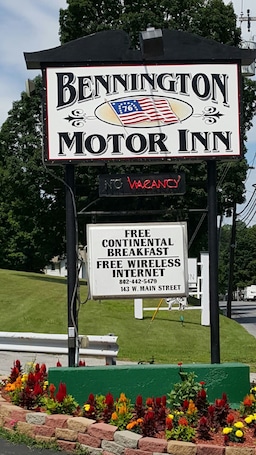 BENNINGTON
76
MOTOR INN
NO VACANCY
FREE
CONTINENTAL
BREAKFAST
FREE WIRELESS
INTERNET
802-442-5479
143 W. MAIN STREET